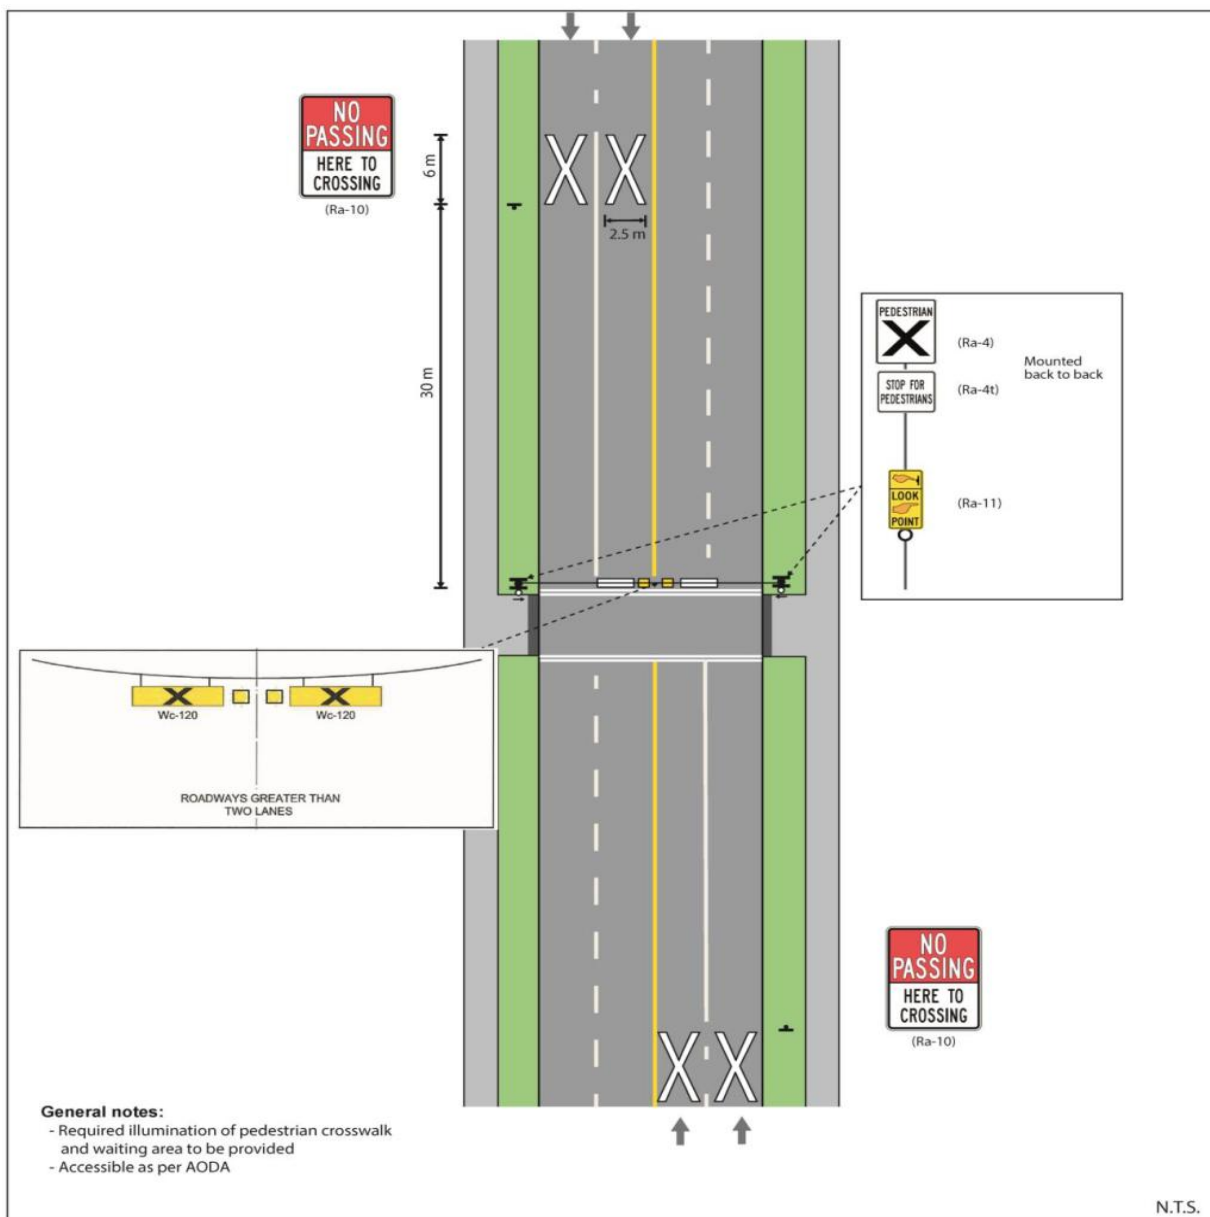 NO
PASSING
HERE TO
CROSSING
(Ra-10)
6 m
2.5 m
30 m
PEDESTRIAN
X
(Ra-4)
Mounted
back to back
STOP FOR
PEDESTRIANS
(Ra-4t)
LOOK
POINT
(Ra-11)
X X
Wc-120 Wc-120
ROADWAYS GREATER THAN
TWO LANES
NO
PASSING
HERE TO
CROSSING
(Ra-10)
General notes:
- Required illumination of pedestrian crosswalk
and waiting area to be provided
- Accessible as per AODA
N.T.S.